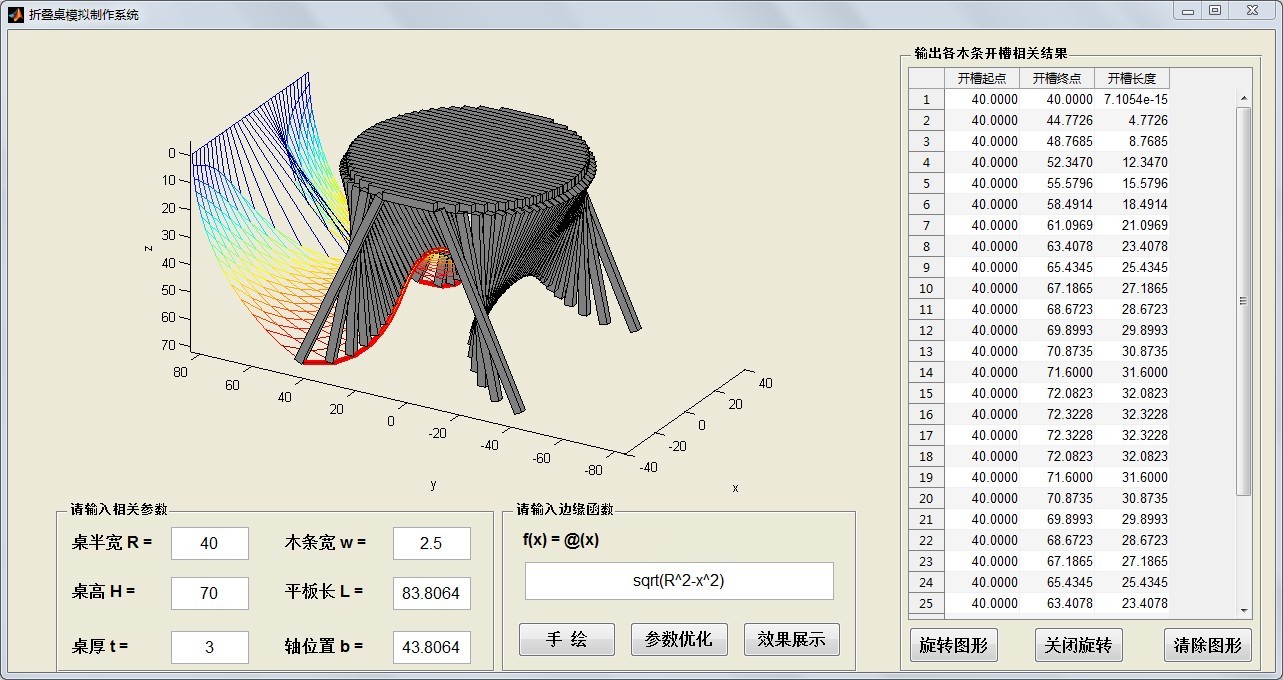 折叠桌模拟制作系统
0
10
20
30
40
50
60
70
z
80
60
40
20
0
-20
-40
-60
-80
y
-40
-20
0
20
40
x
请输入相关参数
桌半宽 R = 40 木条宽 w = 2.5
桌高 H = 70 平板长 L = 83.8064
桌厚 t = 3 轴位置 b = 43.8064
请输入边缘函数
f(x) = @(x)
sqrt(R^2-x^2)
手 绘 参数优化 效果展示
输出各木条开槽相关结果
开槽起点 开槽终点 开槽长度
1 40.0000 40.0000 7.1054e-15
2 40.0000 44.7726 4.7726
3 40.0000 48.7685 8.7685
4 40.0000 52.3470 12.3470
5 40.0000 55.5796 15.5796
6 40.0000 58.4914 18.4914
7 40.0000 61.0969 21.0969
8 40.0000 63.4078 23.4078
9 40.0000 65.4345 25.4345
10 40.0000 67.1865 27.1865
11 40.0000 68.6723 28.6723
12 40.0000 69.8993 29.8993
13 40.0000 70.8735 30.8735
14 40.0000 71.6000 31.6000
15 40.0000 72.0823 32.0823
16 40.0000 72.3228 32.3228
17 40.0000 72.3228 32.3228
18 40.0000 72.0823 32.0823
19 40.0000 71.6000 31.6000
20 40.0000 70.8735 30.8735
21 40.0000 69.8993 29.8993
22 40.0000 68.6723 28.6723
23 40.0000 67.1865 27.1865
24 40.0000 65.4345 25.4345
25 40.0000 63.4078 23.4078
旋转图形 关闭旋转 清除图形